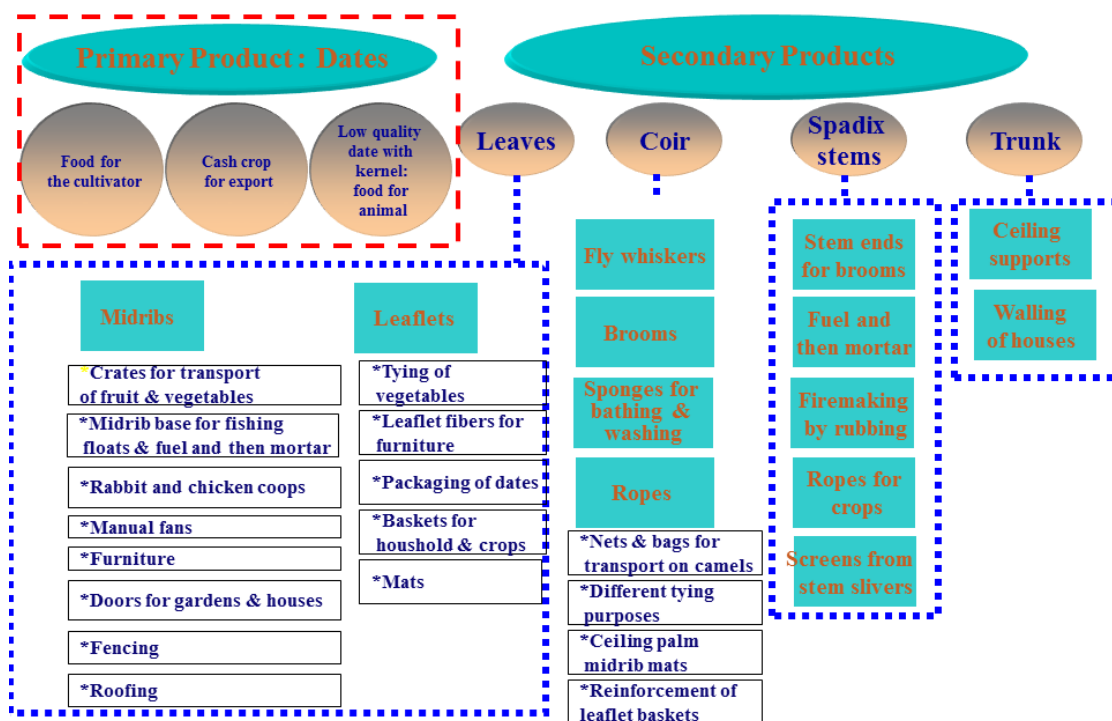 Primary Product : Dates
Secondary Products
Food for
the cultivator
Cash crop
for export
Low quality
date with
kernel:
food for
animal
Leaves
Coir
Spadix
stems
Trunk
Midribs
*Crates for transport
of fruit & vegetables
*Midrib base for fishing
floats & fuel and then mortar
*Rabbit and chicken coops
*Manual fans
*Furniture
*Doors for gardens & houses
*Fencing
*Roofing
Leaflets
*Tying of
vegetables
*Leaflet fibers for
furniture
*Packaging of dates
*Baskets for
houshold & crops
*Mats
Fly whiskers
Brooms
Sponges for
bathing &
washing
Ropes
*Nets & bags for
transport on camels
*Different tying
purposes
*Ceiling palm
midrib mats
*Reinforcement of
leaflet baskets
Stem ends
for brooms
Fuel and
then mortar
Firemaking
by rubbing
Ropes for
crops
Screens from
stem slivers
Ceiling
supports
Walling
of houses